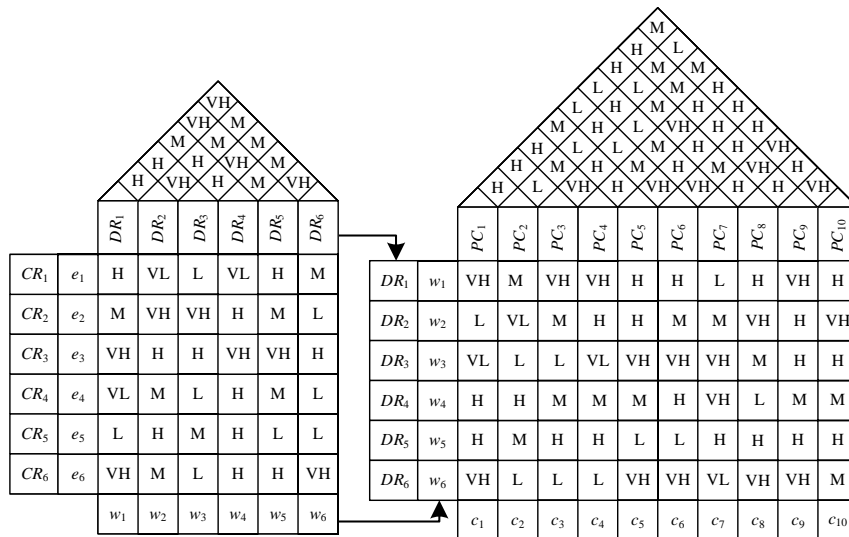 VH
VH M
M M M
H H VH M
H VH H M VH
DR1 DR2 DR3 DR4 DR5 DR6
CR1 e1 H VL L VL H M
CR2 e2 M VH VH H M L
CR3 e3 VH H H VH VH H
CR4 e4 VL M L H M L
CR5 e5 L H M H L L
CR6 e6 VH M L H H VH
w1 w2 w3 w4 w5 w6
M
H L
H M M
L L M H
L H M H H
M H L VH H H
H L L M H H H
H M H M H M VH H
H L VH H VH VH H H VH
PC1 PC2 PC3 PC4 PC5 PC6 PC7 PC8 PC9 PC10
DR1 w1 VH M VH VH H H L H VH H
DR2 w2 L VL M H H M M VH H VH
DR3 w3 VL L L VL VH VH VH M H H
DR4 w4 H H M M M H VH L M M
DR5 w5 H M H H L L H H H H
DR6 w6 VH L L L VH VH VL VH VH M
c1 c2 c3 c4 c5 c6 c7 c8 c9 c10